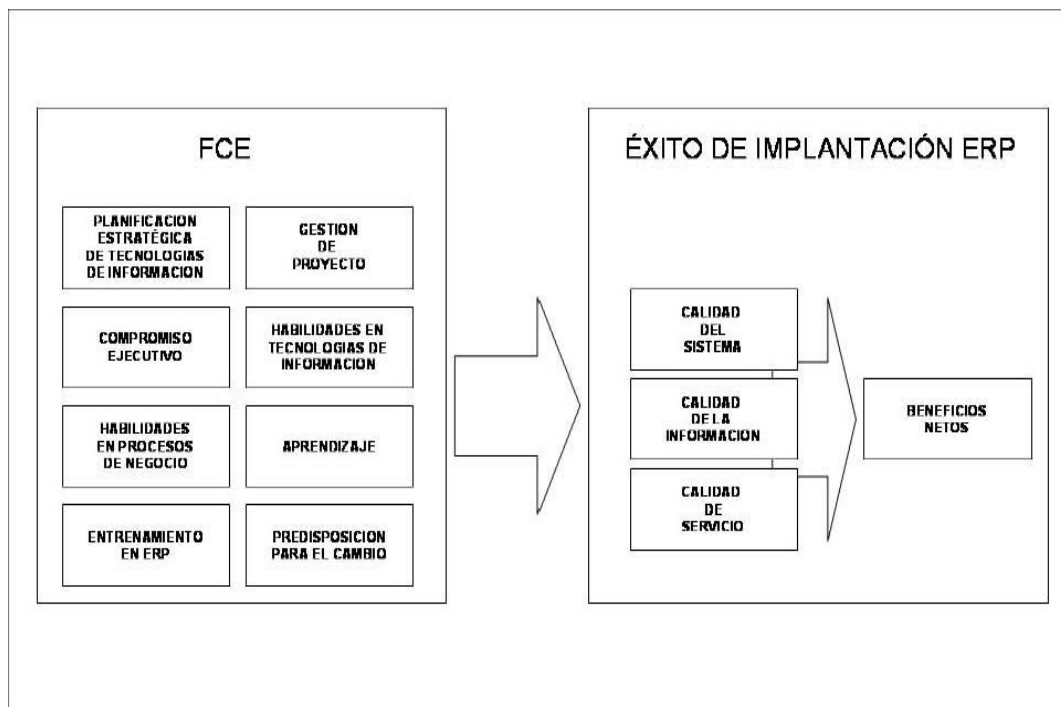 FCE
PLANIFICACION
ESTRATÉGICA
DE TECNOLOGIAS
DE INFORMACION
GESTION
DE
PROYECTO
COMPROMISO
EJECUTIVO
HABILIDADES EN
TECNOLOGIAS DE
INFORMACION
HABILIDADES
EN PROCESOS
DE NEGOCIO
APRENDIZAJE
ENTRENAMIENTO
EN ERP
PREDISPOSICION
PARA EL CAMBIO
ÉXITO DE IMPLANTACIÓN ERP
CALIDAD
DEL
SISTEMA
CALIDAD
DE LA
INFORMACION
CALIDAD
DE
SERVICIO
BENEFICIOS
NETOS